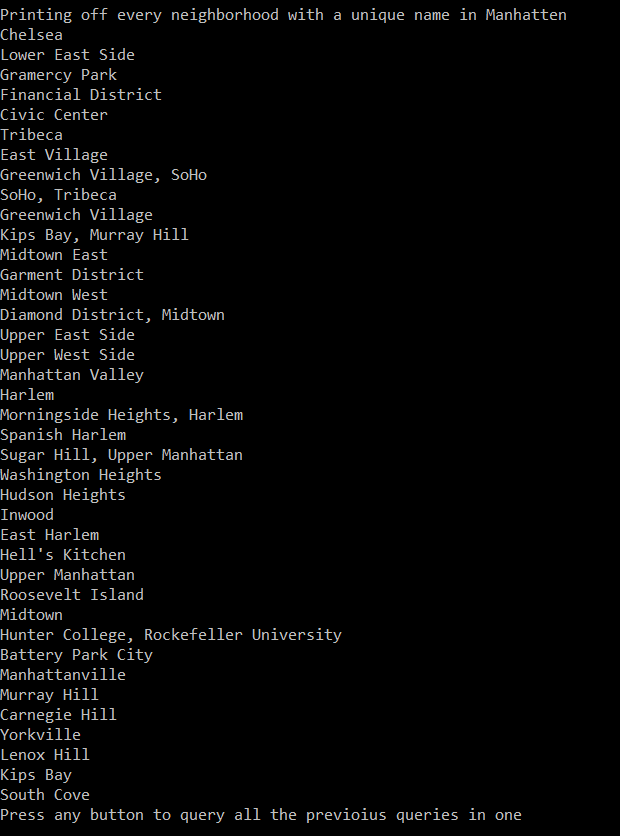 Printing off every neighborhood with a unique name in Manhatten
Chelsea
Lower East Side
Gramercy Park
Financial District
Civic Center
Tribeca
East Village
Greenwich Village, SoHo
SoHo, Tribeca
Greenwich Village
Kips Bay, Murray Hill
Midtown East
Garment District
Midtown West
Diamond District, Midtown
Upper East Side
Upper West Side
Manhattan Valley
Harlem
Morningside Heights, Harlem
Spanish Harlem
Sugar Hill, Upper Manhattan
Washington Heights
Hudson Heights
Inwood
East Harlem
Hell's Kitchen
Upper Manhattan
Roosevelt Island
Midtown
Hunter College, Rockefeller University
Battery Park City
Manhattanville
Murray Hill
Carnegie Hill
Yorkville
Lenox Hill
Kips Bay
South Cove
Press any button to query all the previoius queries in one